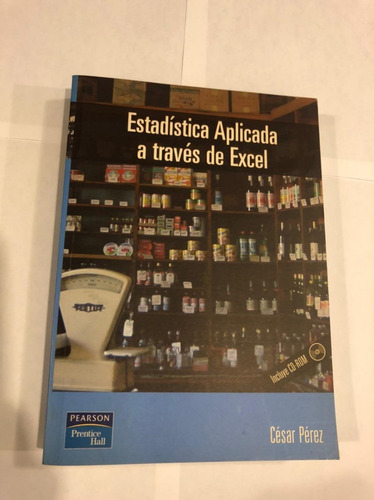 Estadística Aplicada
a través de Excel
Incluye CD-ROM
PEARSON
Prentice
Hall
César Pérez